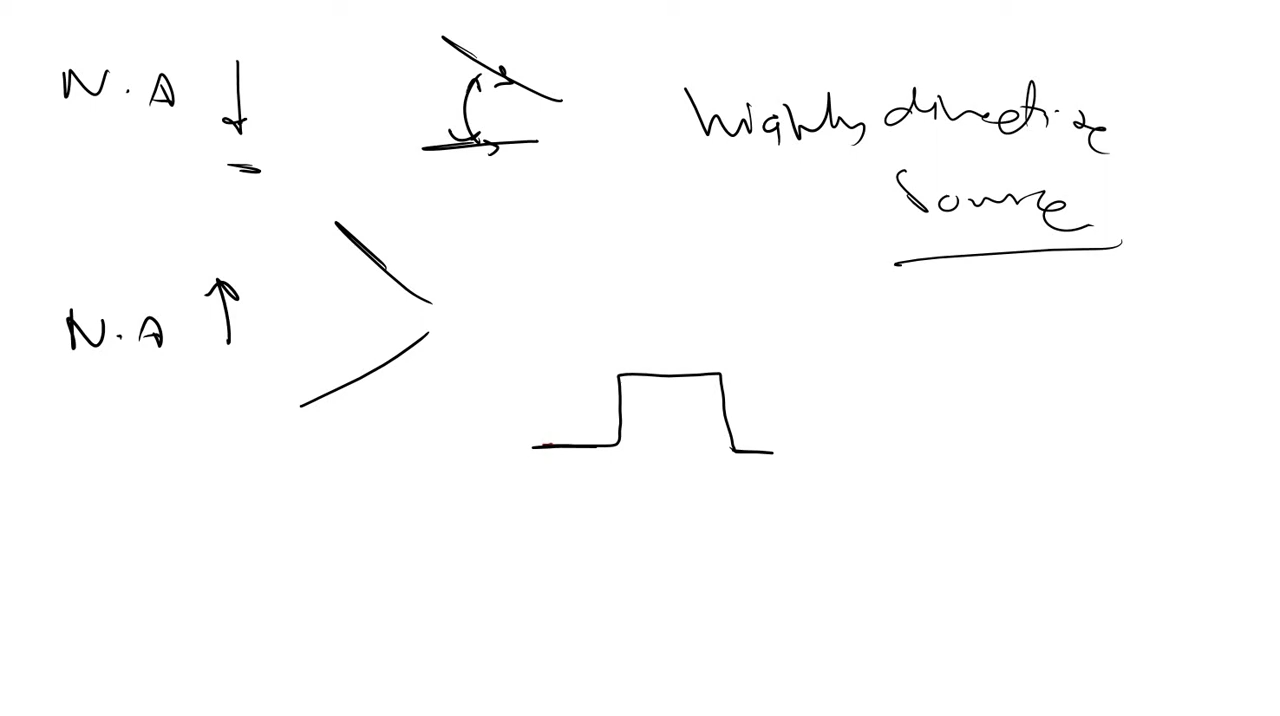 N.A ↓
highly directive
source
N.A ↑